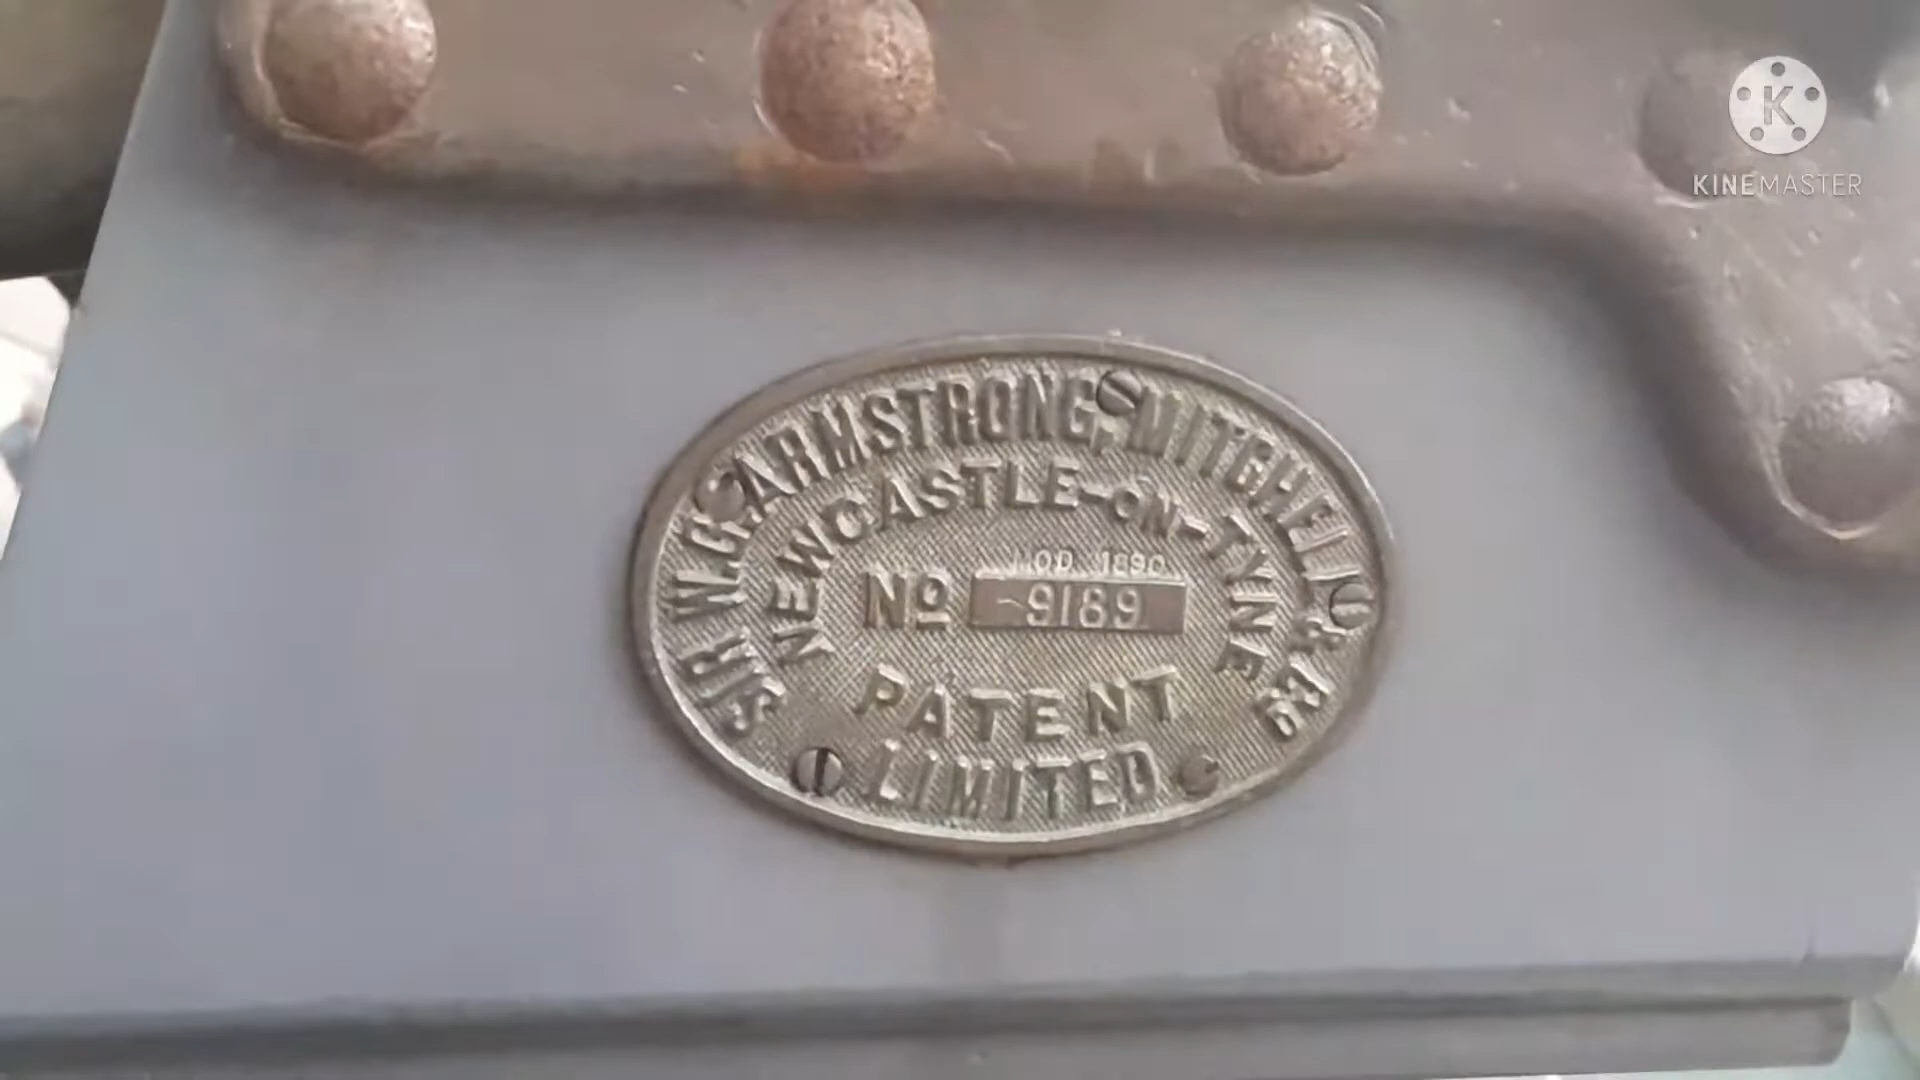 SIR W.G. ARMSTRONG, MITCHELL & Co
NEWCASTLE-ON-TYNE
MOD. 1890
No 9189
PATENT
LIMITED
K
KINEMASTER